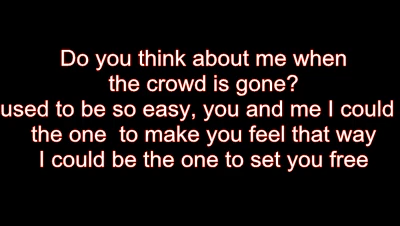 Do you think about me when
the crowd is gone?
used to be so easy, you and me I could
the one to make you feel that way
I could be the one to set you free